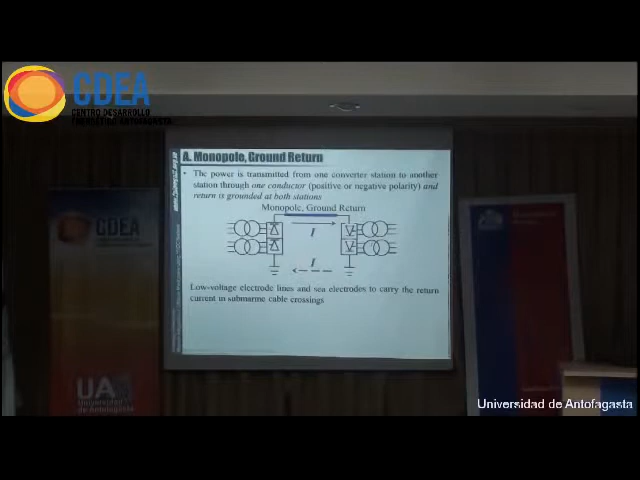 CDEA
CENTRO DESARROLLO
ENERGÉTICO ANTOFAGASTA
A. Monopole, Ground Return
• The power is transmitted from one converter station to another
station through one conductor (positive or negative polarity) and
return is grounded at both stations
Monopole, Ground Return
I
I
Low-voltage electrode lines and sea electrodes to carry the return
current in submarine cable crossings
CDEA
UA
Universidad
de Antofagasta
Universidad de Antofagasta